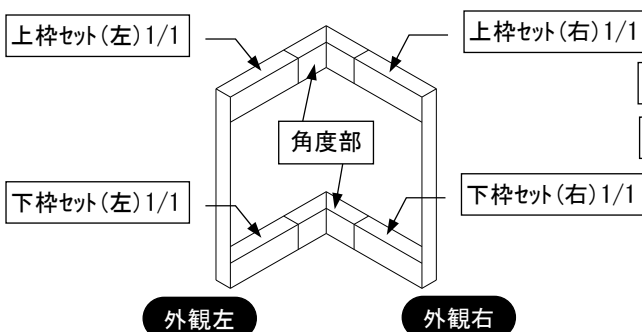 上枠セット(左)1/1
上枠セット(右)1/1
角度部
下枠セット(左)1/1
下枠セット(右)1/1
外観左
外観右